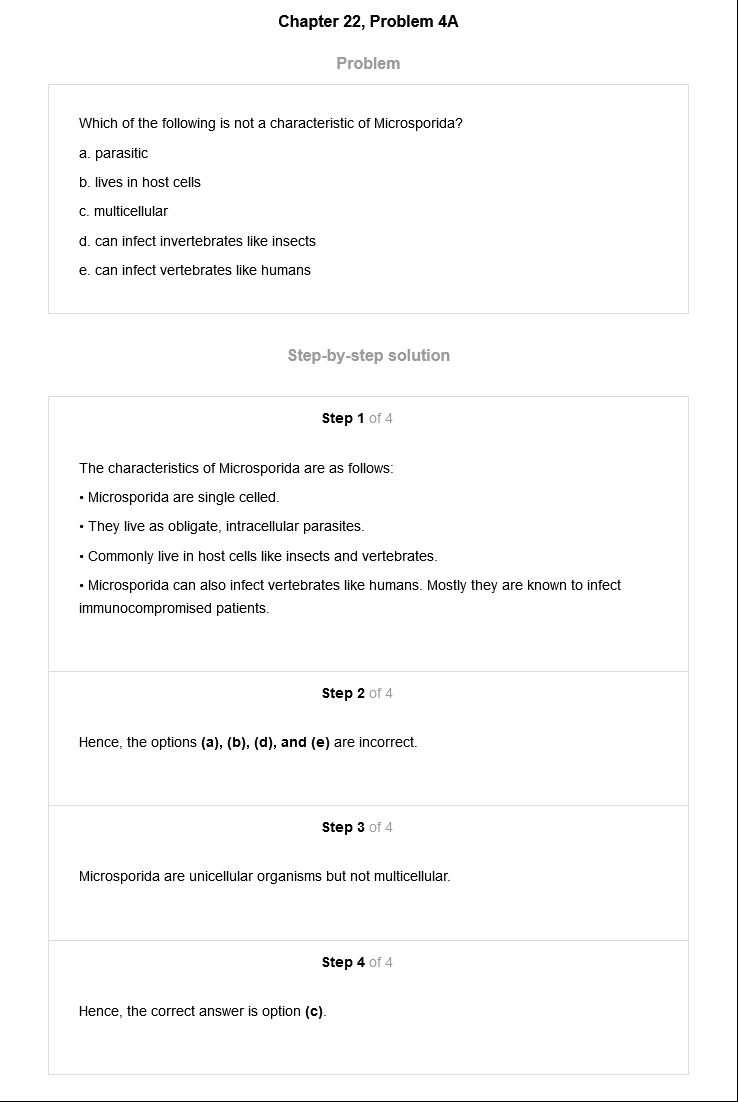 Chapter 22, Problem 4A
Problem
Which of the following is not a characteristic of Microsporida?
a. parasitic
b. lives in host cells
c. multicellular
d. can infect invertebrates like insects
e. can infect vertebrates like humans
Step-by-step solution
Step 1 of 4
The characteristics of Microsporida are as follows:
• Microsporida are single celled.
• They live as obligate, intracellular parasites.
• Commonly live in host cells like insects and vertebrates.
• Microsporida can also infect vertebrates like humans. Mostly they are known to infect
immunocompromised patients.
Step 2 of 4
Hence, the options (a), (b), (d), and (e) are incorrect.
Step 3 of 4
Microsporida are unicellular organisms but not multicellular.
Step 4 of 4
Hence, the correct answer is option (c).